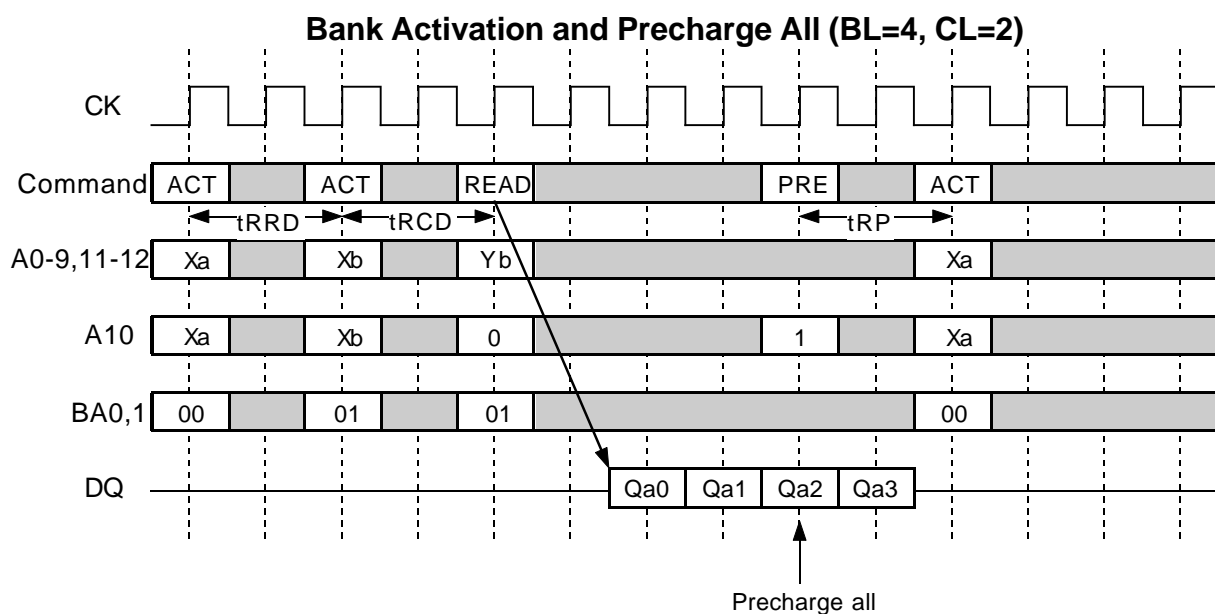 Bank Activation and Precharge All (BL=4, CL=2)
CK
Command ACT ACT READ PRE ACT
tRRD tRCD tRP
A0-9,11-12 Xa Xb Yb Xa
A10 Xa Xb 0 1 Xa
BA0,1 00 01 01 00
DQ Qa0 Qa1 Qa2 Qa3
Precharge all